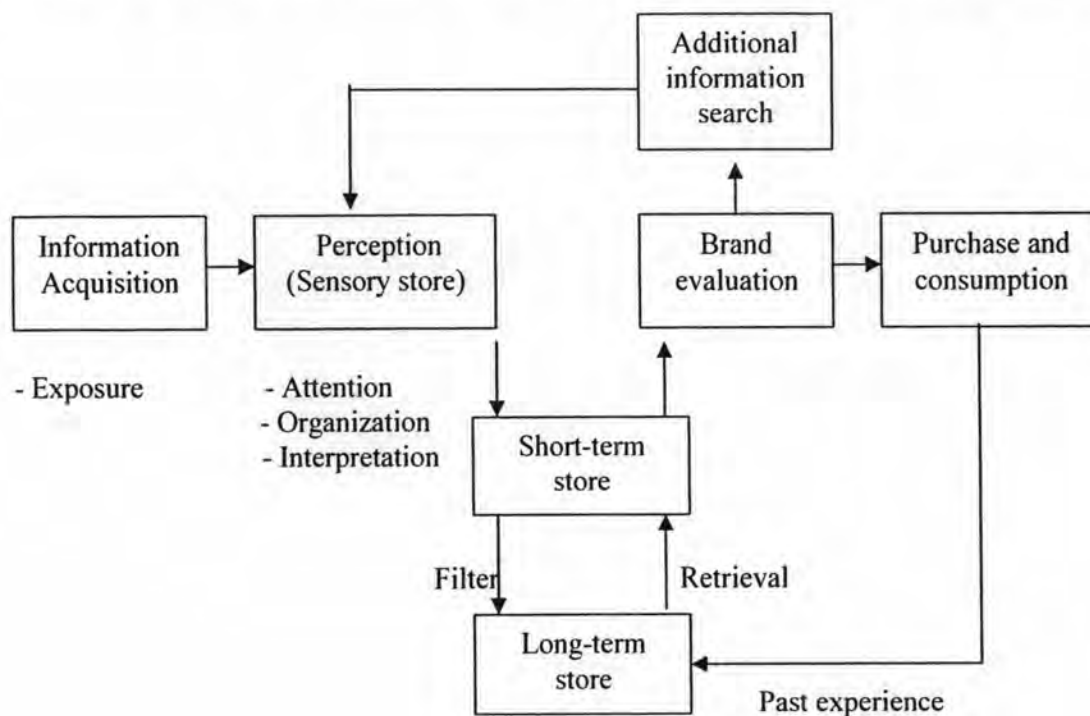 Additional
information
search
Information
Acquisition
Perception
(Sensory store)
Brand
evaluation
Purchase and
consumption
- Exposure
- Attention
- Organization
- Interpretation
Short-term
store
Filter
Retrieval
Long-term
store
Past experience